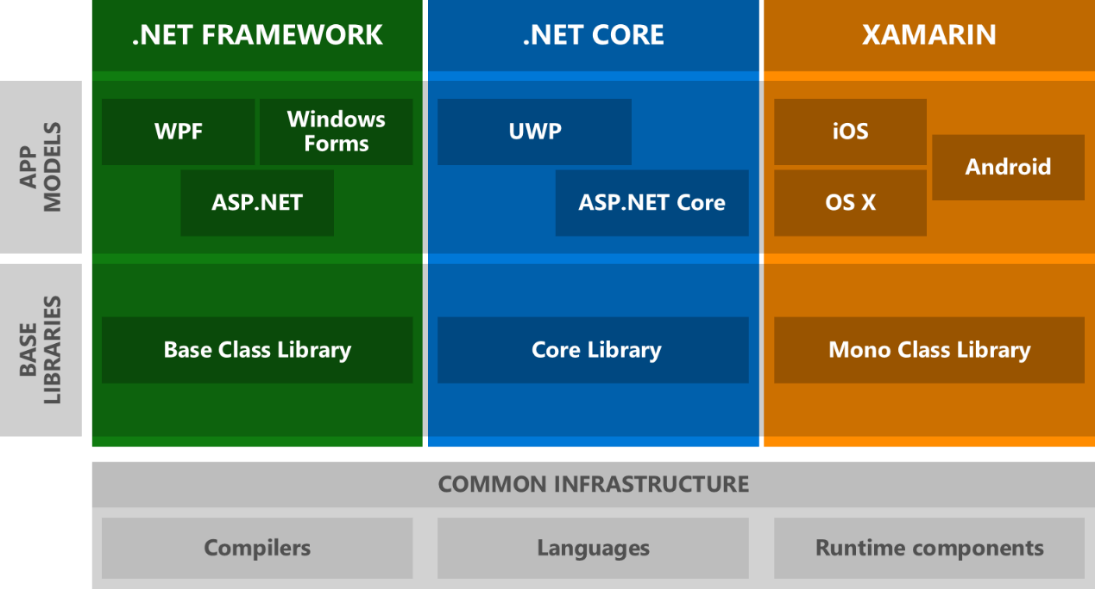 .NET FRAMEWORK
.NET CORE
XAMARIN
APP
MODELS
WPF
Windows
Forms
ASP.NET
UWP
ASP.NET Core
iOS
Android
OS X
BASE
LIBRARIES
Base Class Library
Core Library
Mono Class Library
COMMON INFRASTRUCTURE
Compilers
Languages
Runtime components